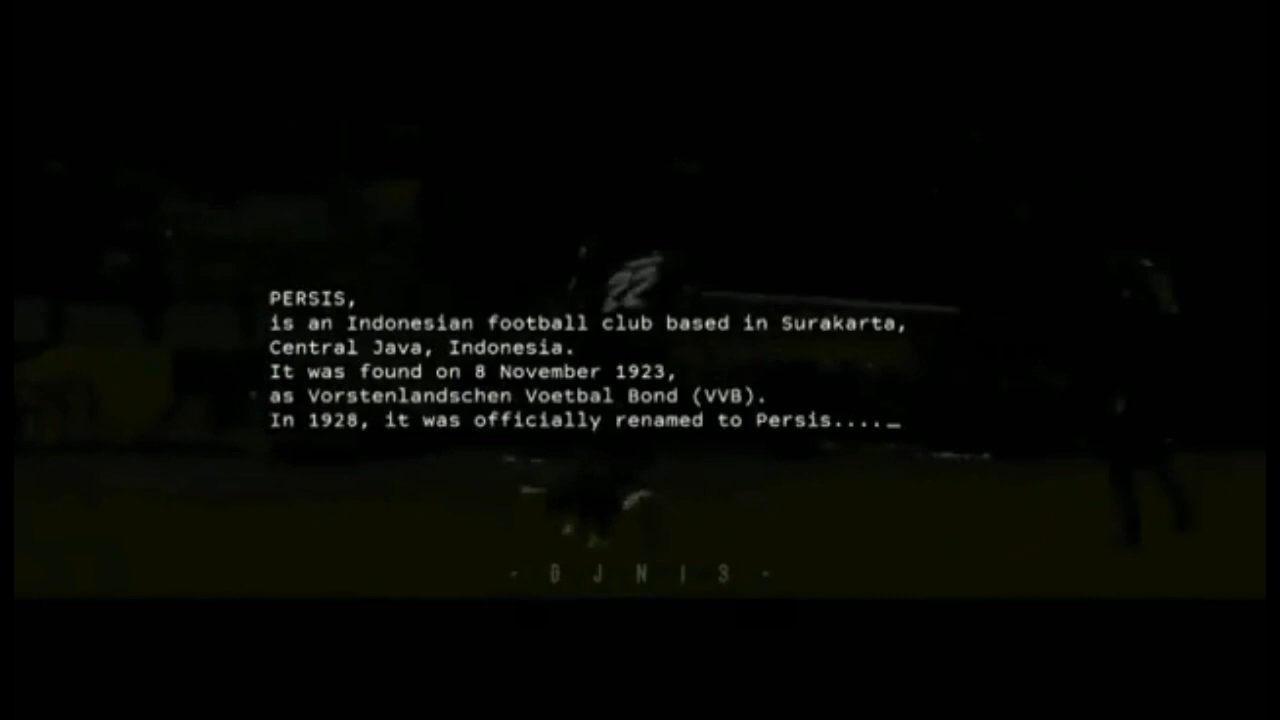 22
PERSIS,
is an Indonesian football club based in Surakarta,
Central Java, Indonesia.
It was found on 8 November 1923,
as Vorstenlandschen Voetbal Bond (VVB).
In 1928, it was officially renamed to Persis...._